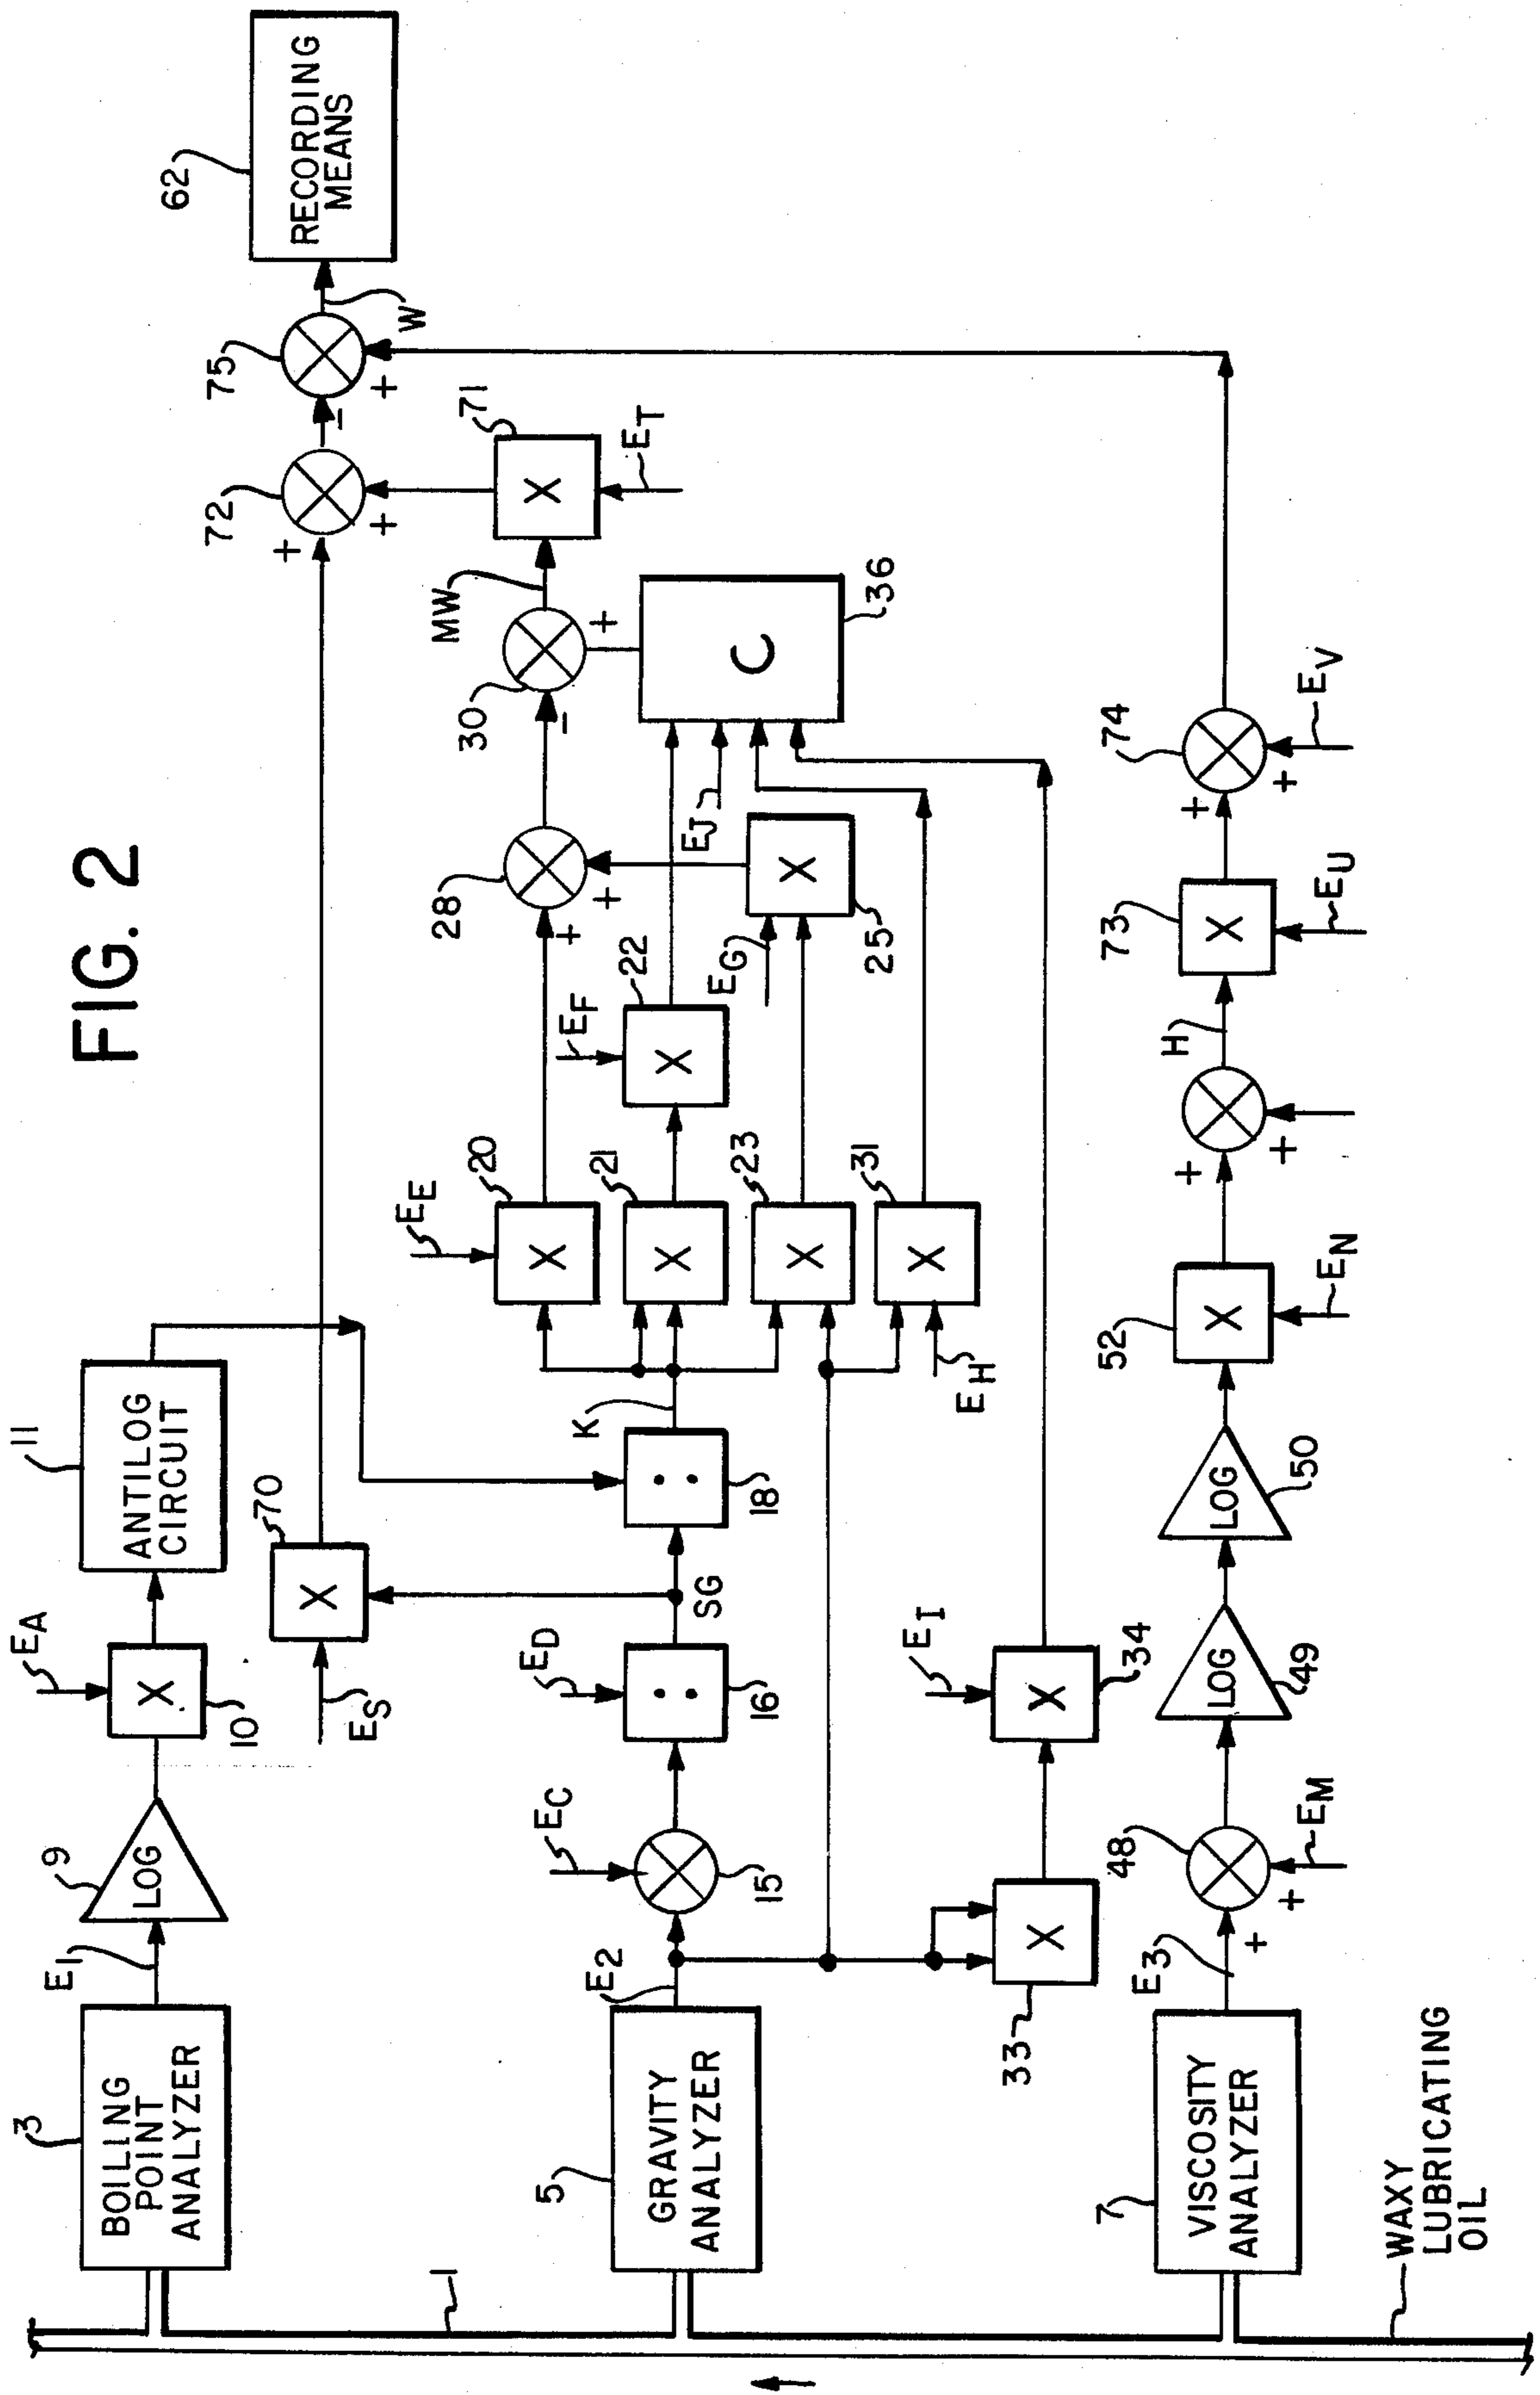 FIG. 2
3
BOILING
POINT
ANALYZER
E1
9
LOG
EA
X
10
11
ANTILOG
CIRCUIT
ES
X
70
+
+
72
-
+
75
W
62
RECORDING
MEANS
1
5
GRAVITY
ANALYZER
E2
EC
15
ED
:
16
SG
:
18
K
EE
X
20
X
21
X
23
X
31
EH
EF
X
22
EG
X
25
+
+
28
-
+
30
MW
EJ
C
36
X
71
ET
X
33
EI
X
34
7
VISCOSITY
ANALYZER
E3
+
+
48
EM
LOG
49
LOG
50
X
52
EN
+
+
H
X
73
EU
+
+
74
EV
WAXY
LUBRICATING
OIL